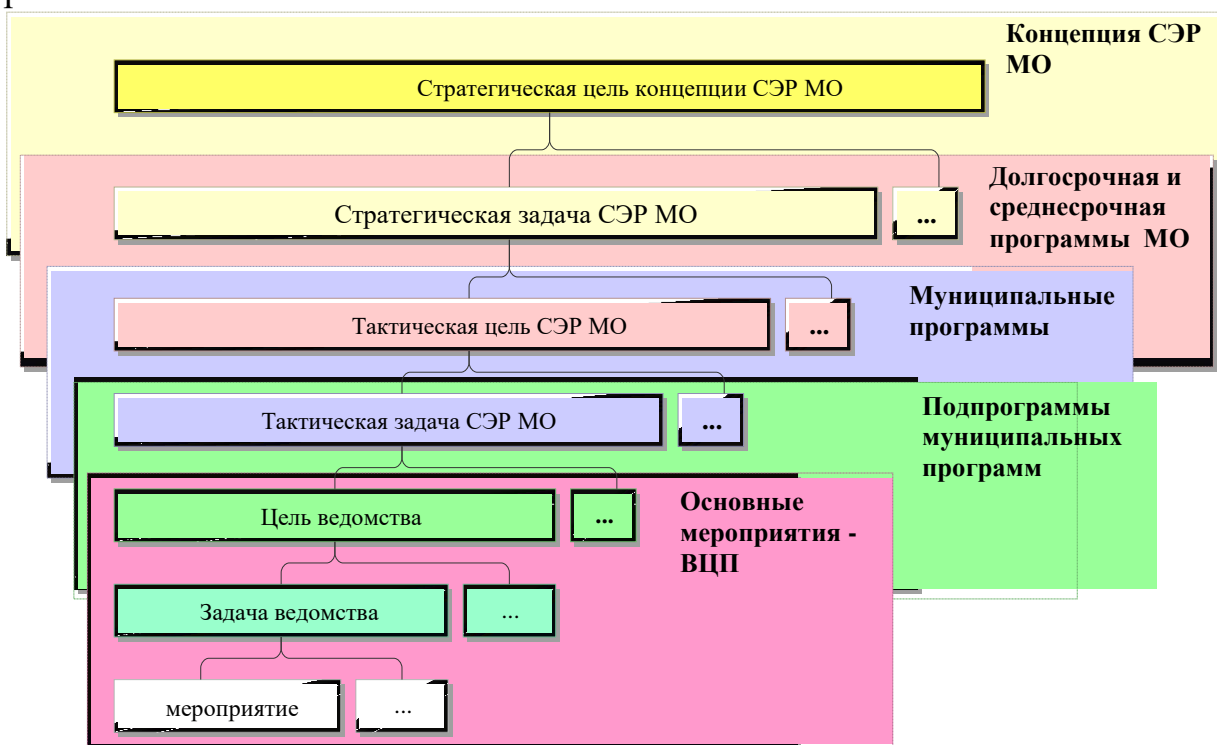 Концепция СЭР
МО
Стратегическая цель концепции СЭР МО
Долгосрочная и
среднесрочная
программы МО
Стратегическая задача СЭР МО
...
Муниципальные
программы
Тактическая цель СЭР МО
...
Подпрограммы
муниципальных
программ
Тактическая задача СЭР МО
...
Основные
мероприятия -
ВЦП
Цель ведомства
...
Задача ведомства
...
мероприятие
...